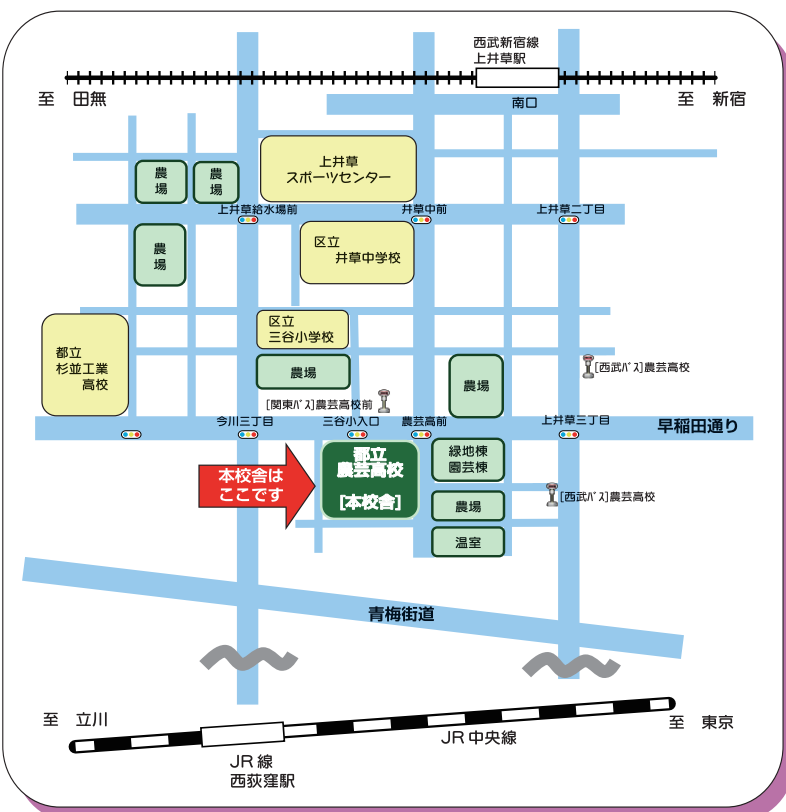 西武新宿線
上井草駅
至 田無
至 新宿
南口
上井草
スポーツセンター
農
場
農
場
上井草給水場前
井草中前
上井草二丁目
農
場
区立
井草中学校
都立
杉並工業
高校
区立
三谷小学校
農場
農場
[西武バス]農芸高校
[関東バス]農芸高校前
今川三丁目
三谷小入口
農芸高前
上井草三丁目
早稲田通り
本校舎は
ここです
都立
農芸高校
[本校舎]
緑地棟
園芸棟
農場
[西武バス]農芸高校
温室
青梅街道
至 立川
至 東京
JR中央線
JR線
西荻窪駅